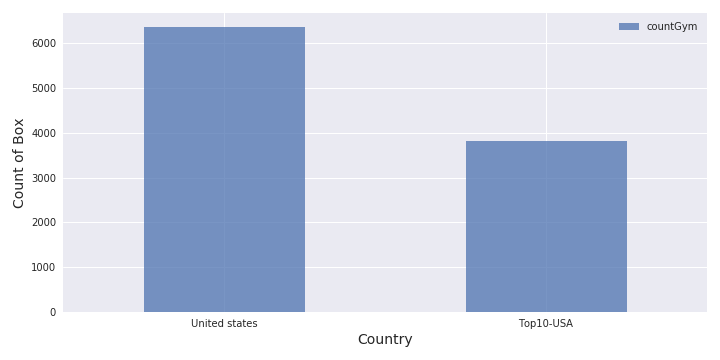 countGym
6000
5000
4000
3000
2000
1000
0
Count of Box
United states
Top10-USA
Country